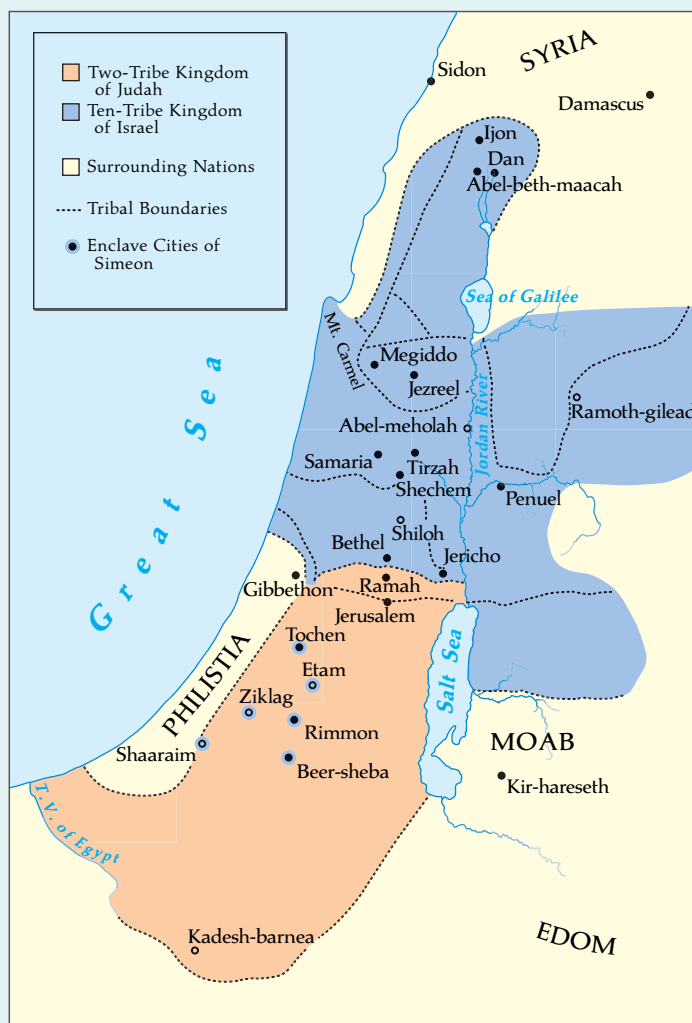 Two-Tribe Kingdom
of Judah
Ten-Tribe Kingdom
of Israel
Surrounding Nations
Tribal Boundaries
Enclave Cities of
Simeon
SYRIA
Sidon
Damascus
Ijon
Dan
Abel-beth-maacah
Sea of Galilee
Mt. Carmel
Megiddo
Jezreel
Great Sea
Jordan River
Ramoth-gilead
Abel-meholah
Samaria
Tirzah
Shechem
Penuel
Shiloh
Bethel
Jericho
Gibbethon
Ramah
Jerusalem
Tochen
PHILISTIA
Etam
Salt Sea
Ziklag
Rimmon
Shaaraim
MOAB
Beer-sheba
Kir-hareseth
T.V. of Egypt
Kadesh-barnea
EDOM